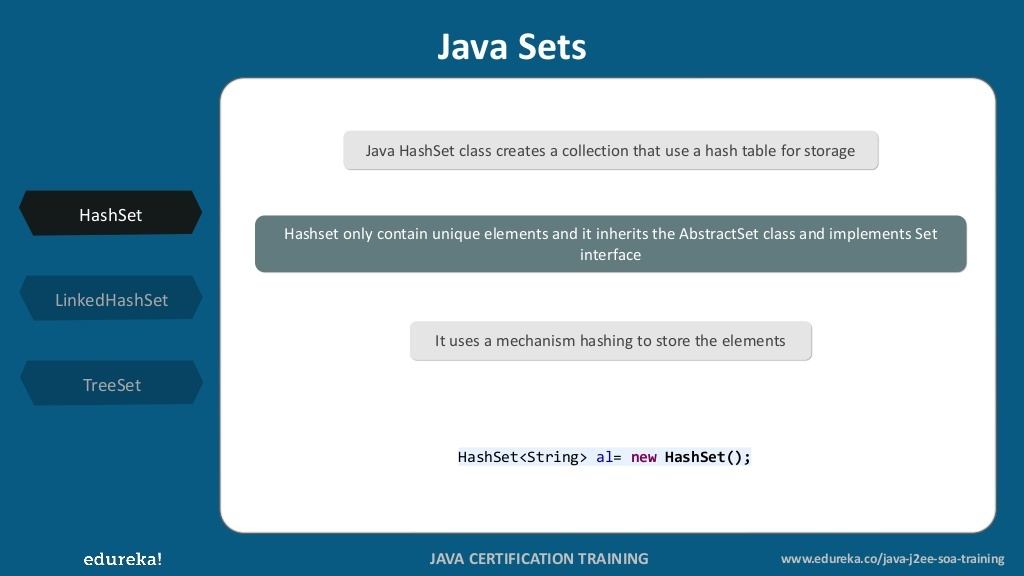 Java Sets
Java HashSet class creates a collection that use a hash table for storage
HashSet
Hashset only contain unique elements and it inherits the AbstractSet class and implements Set
interface
LinkedHashSet
It uses a mechanism hashing to store the elements
TreeSet
HashSet<String> al= new HashSet();
edureka!
JAVA CERTIFICATION TRAINING
www.edureka.co/java-j2ee-soa-training